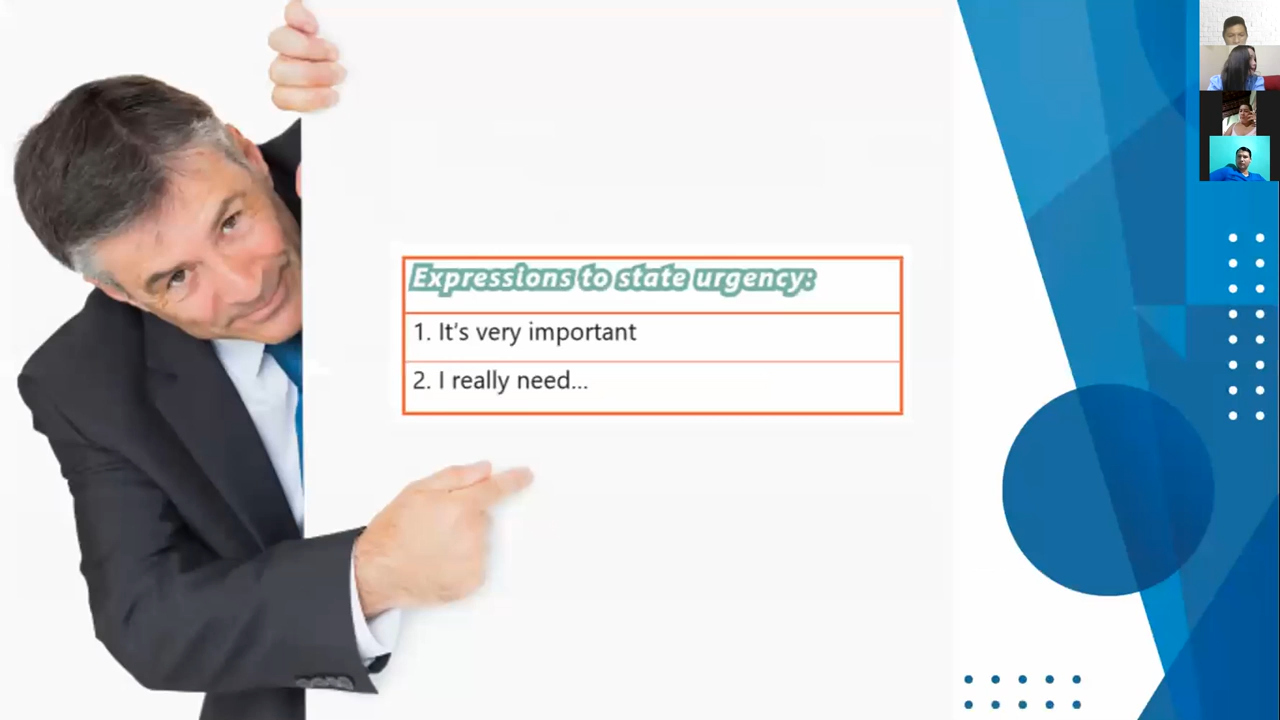 Expressions to state urgency:
1. It's very important
2. I really need...